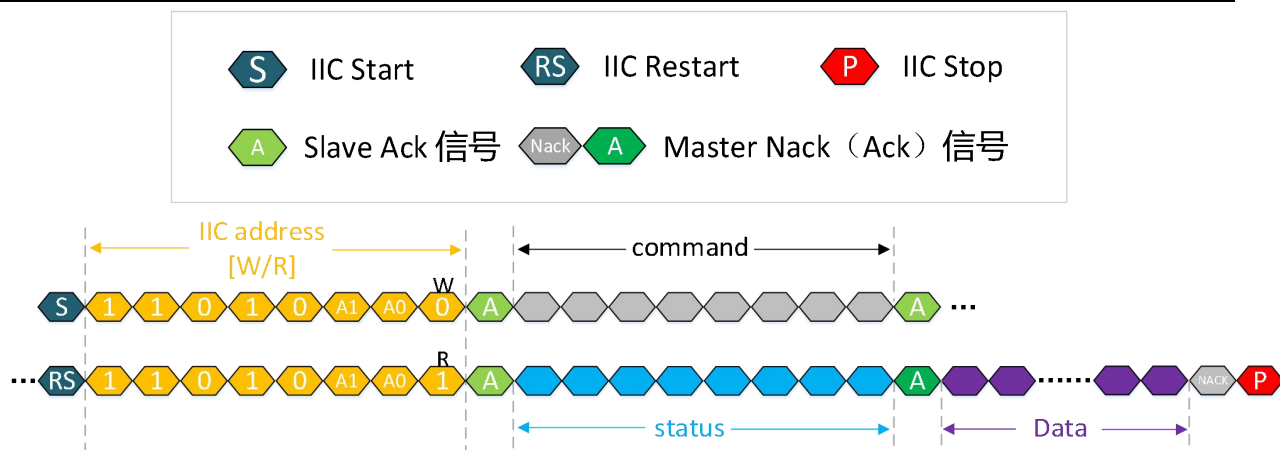 S IIC Start RS IIC Restart P IIC Stop
A Slave Ack 信号 Nack A Master Nack（Ack）信号
IIC address
[W/R]
command
W
S 1 1 0 1 0 A1 A0 0 A A ...
R
... RS 1 1 0 1 0 A1 A0 1 A A ...... NACK P
status Data